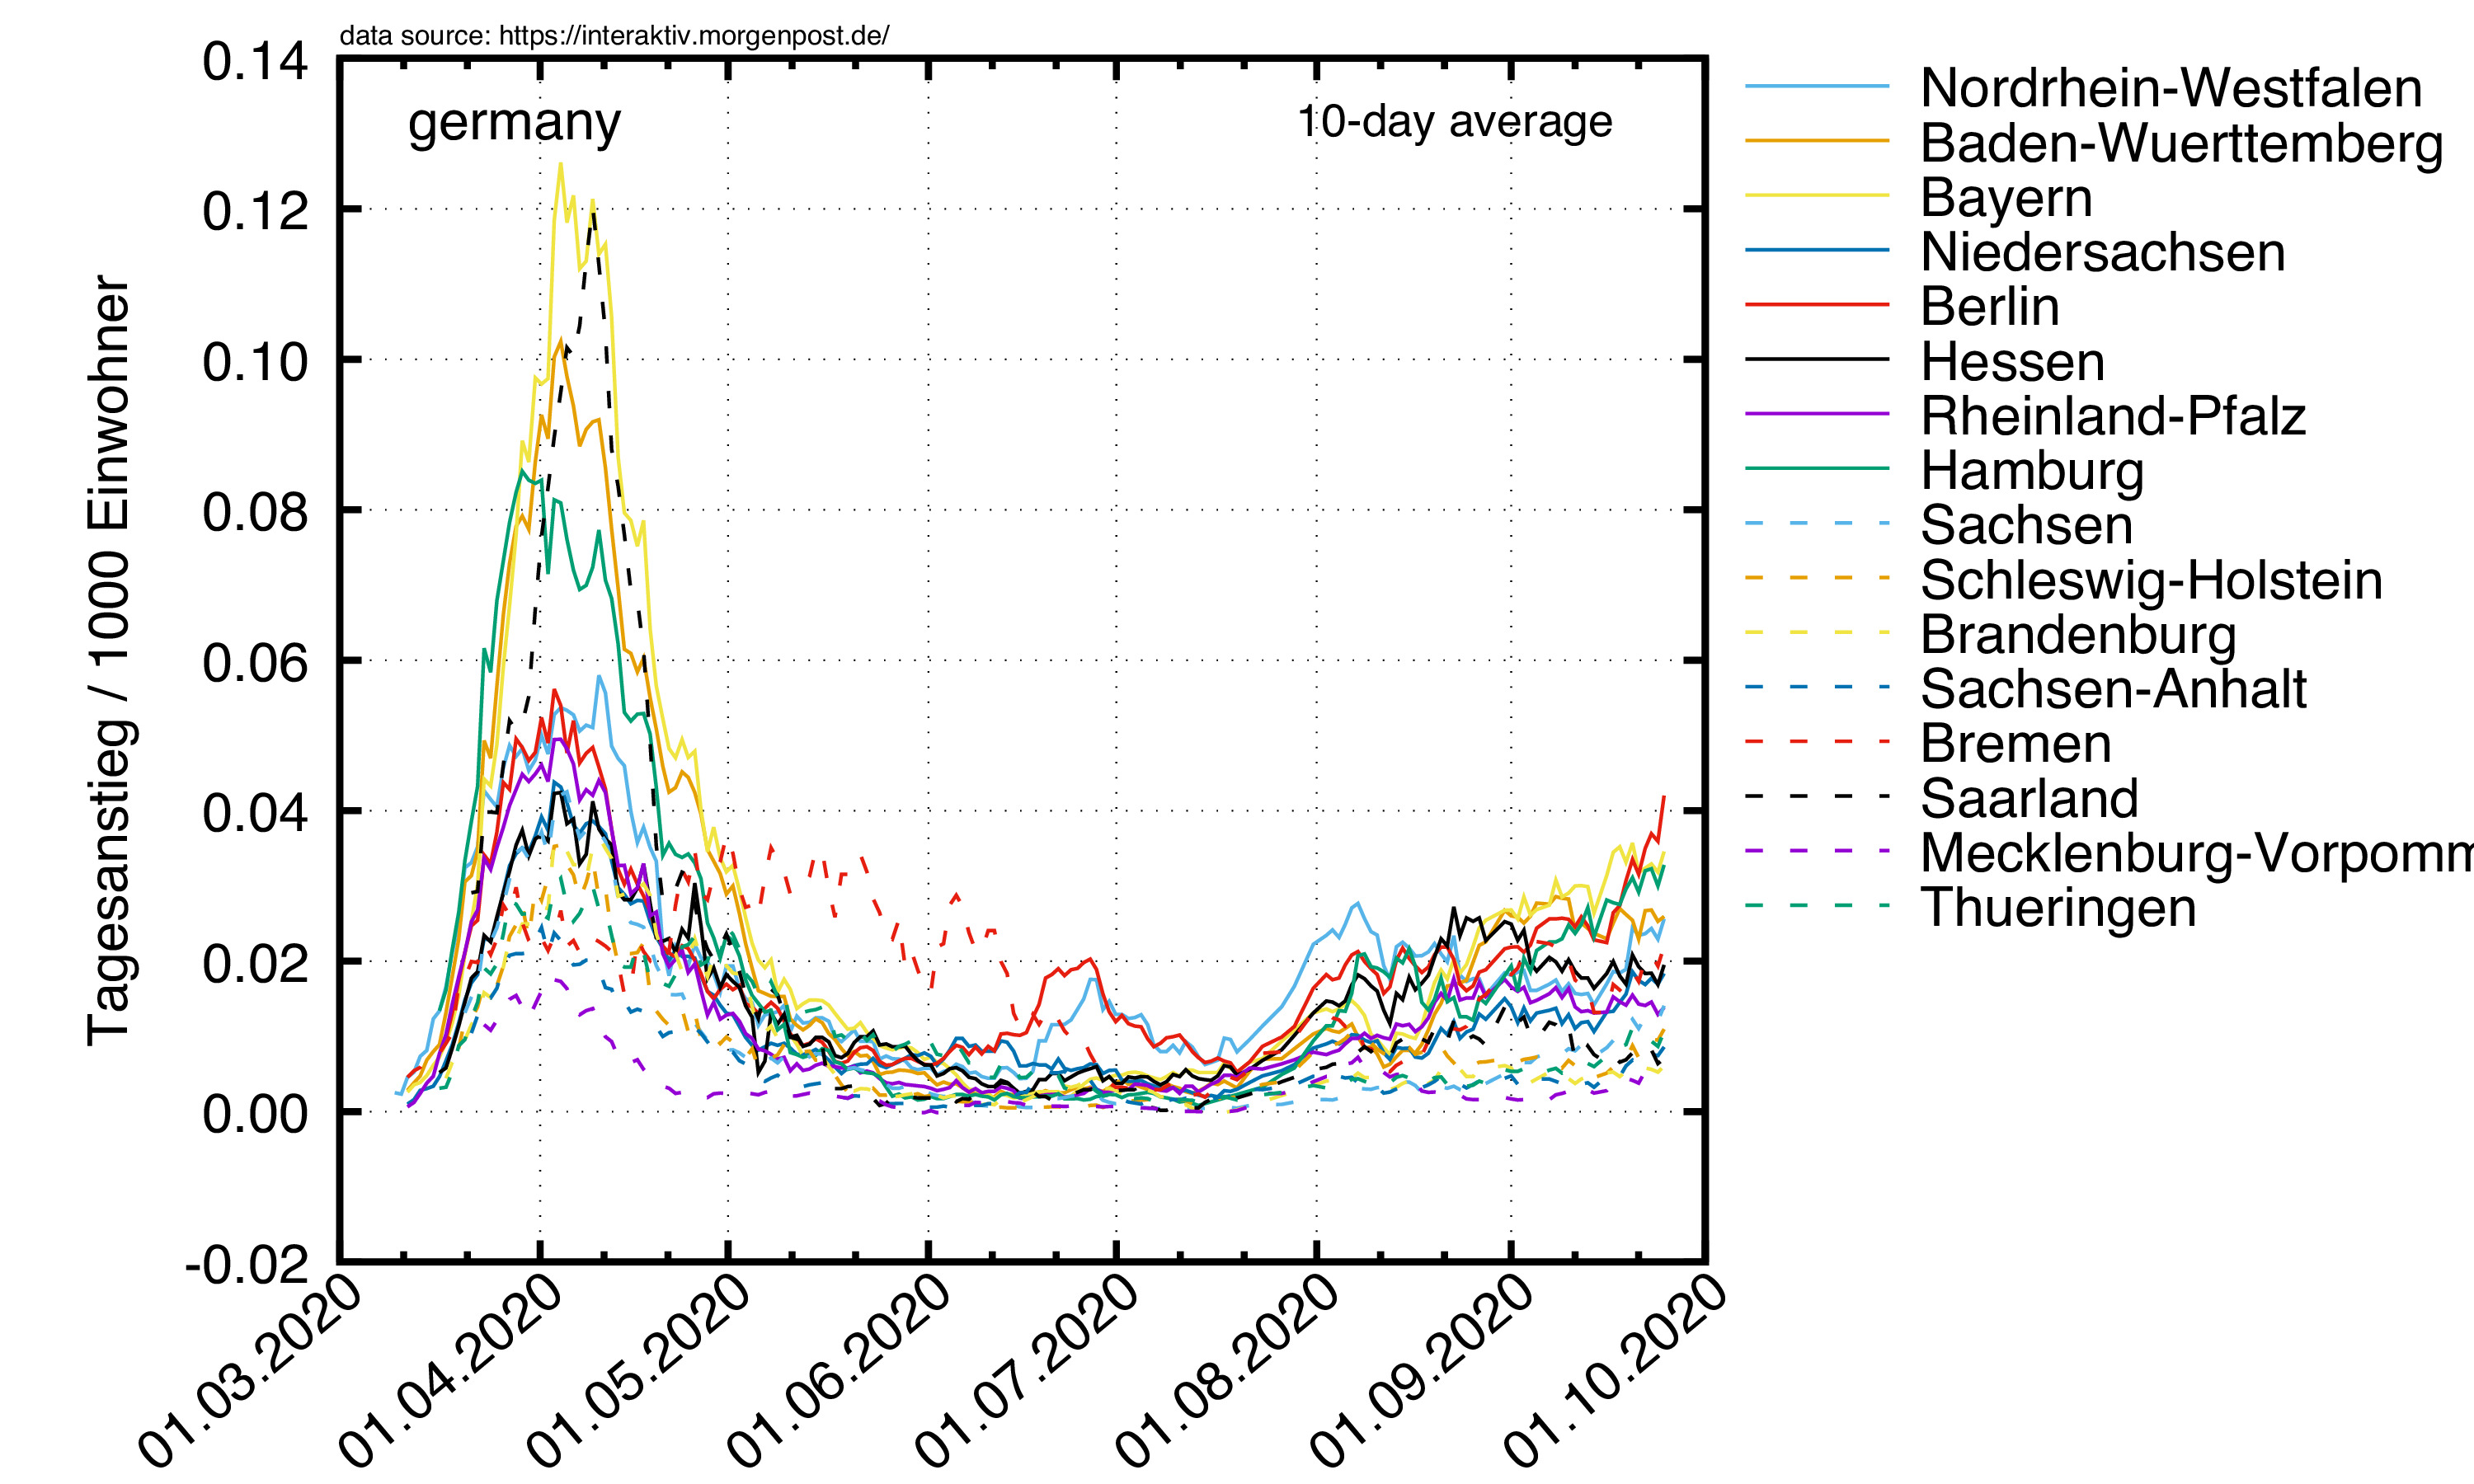 data source: https://interaktiv.morgenpost.de/
germany
10-day average
Tagesanstieg / 1000 Einwohner
0.14
0.12
0.10
0.08
0.06
0.04
0.02
0.00
-0.02
01.03.2020
01.04.2020
01.05.2020
01.06.2020
01.07.2020
01.08.2020
01.09.2020
01.10.2020
Nordrhein-Westfalen
Baden-Wuerttemberg
Bayern
Niedersachsen
Berlin
Hessen
Rheinland-Pfalz
Hamburg
Sachsen
Schleswig-Holstein
Brandenburg
Sachsen-Anhalt
Bremen
Saarland
Mecklenburg-Vorpomm
Thueringen